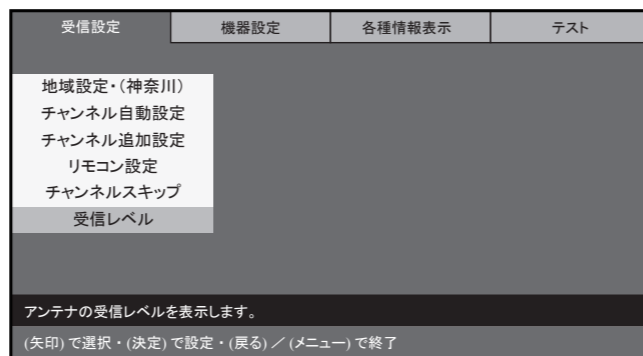 受信設定 機器設定 各種情報表示 テスト
地域設定・(神奈川)
チャンネル自動設定
チャンネル追加設定
リモコン設定
チャンネルスキップ
受信レベル
アンテナの受信レベルを表示します。
(矢印) で選択・(決定) で設定・(戻る) ／ (メニュー) で終了